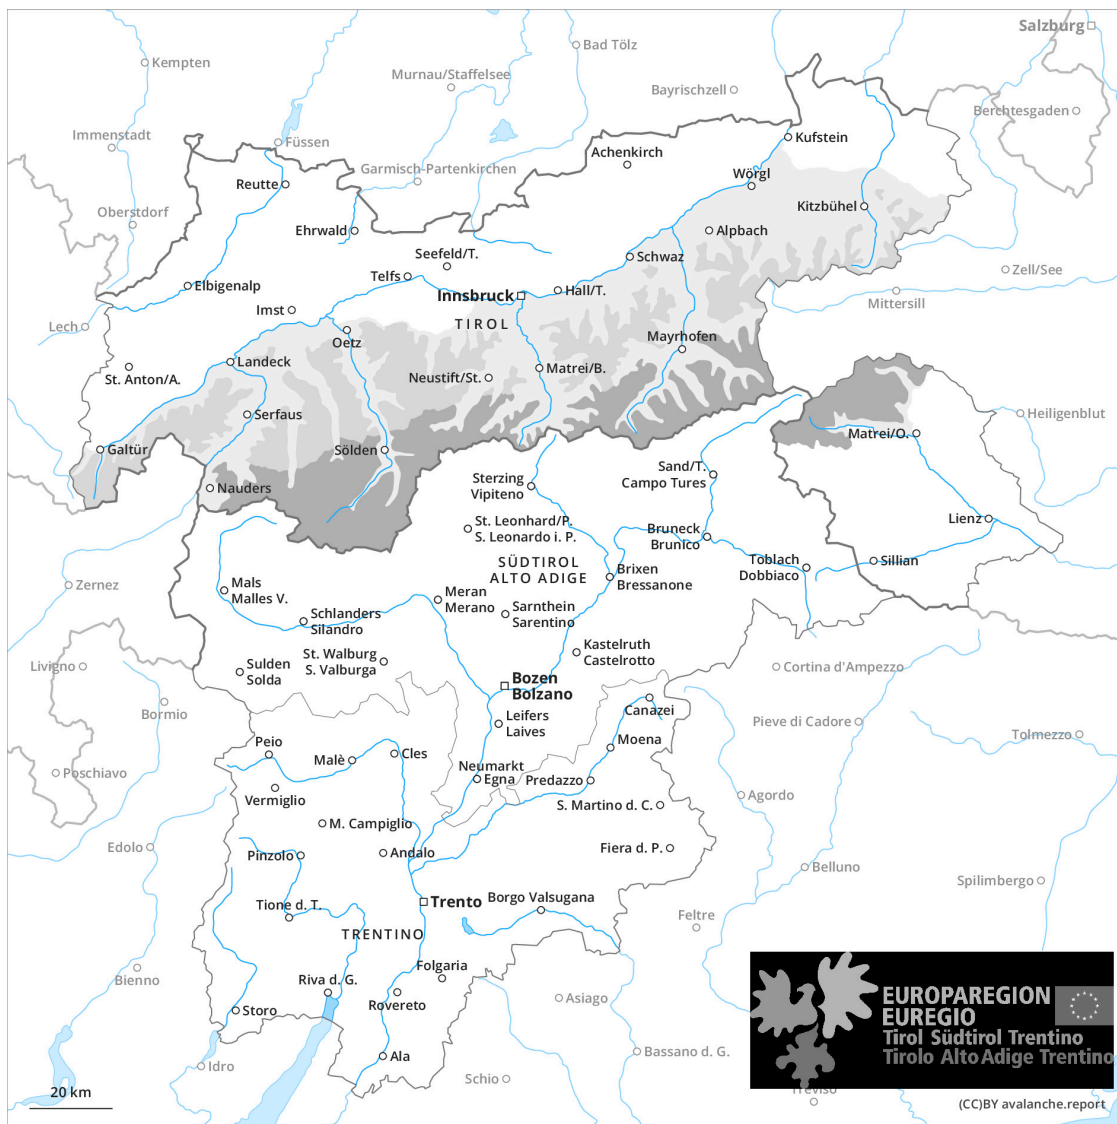 Salzburg
Kempten
Bad Tölz
Murnau/Staffelsee
Bayrischzell
Berchtesgaden
Immenstadt
Füssen
Kufstein
Achenkirch
Garmisch-Partenkirchen
Wörgl
Reutte
Kitzbühel
Oberstdorf
Ehrwald
Alpbach
Seefeld/T.
Schwaz
Zell/See
Telfs
Elbigenalp
Innsbruck
Hall/T.
Mittersill
Imst
TIROL
Lech
Oetz
Mayrhofen
Landeck
Matrei/B.
St. Anton/A.
Neustift/St.
Serfaus
Heiligenblut
Matrei/O.
Galtür
Sölden
Sand/T.
Campo Tures
Sterzing
Vipiteno
Nauders
Lienz
St. Leonhard/P.
S. Leonardo i. P.
Bruneck
Brunico
SÜDTIROL
ALTO ADIGE
Toblach
Dobbiaco
Sillian
Brixen
Bressanone
Zernez
Mals
Malles V.
Meran
Merano
Sarnthein
Sarentino
Schlanders
Silandro
Kastelruth
Castelrotto
St. Walburg
S. Valburga
Livigno
Sulden
Solda
Cortina d'Ampezzo
Bozen
Bolzano
Canazei
Bormio
Leifers
Laives
Pieve di Cadore
Tolmezzo
Peio
Cles
Moena
Malè
Neumarkt
Egna
Predazzo
Poschiavo
Vermiglio
Agordo
S. Martino d. C.
M. Campiglio
Edolo
Pinzolo
Andalo
Fiera d. P.
Belluno
Spilimbergo
Trento
Borgo Valsugana
Tione d. T.
Feltre
TRENTINO
Folgaria
Bienno
Riva d. G.
Rovereto
Asiago
Storo
EUROPAREGION
EUREGIO
Tirol Südtirol Trentino
Tirolo Alto Adige Trentino
Ala
Bassano d. G.
Idro
Schio
20 km
Treviso
(CC)BY avalanche.report